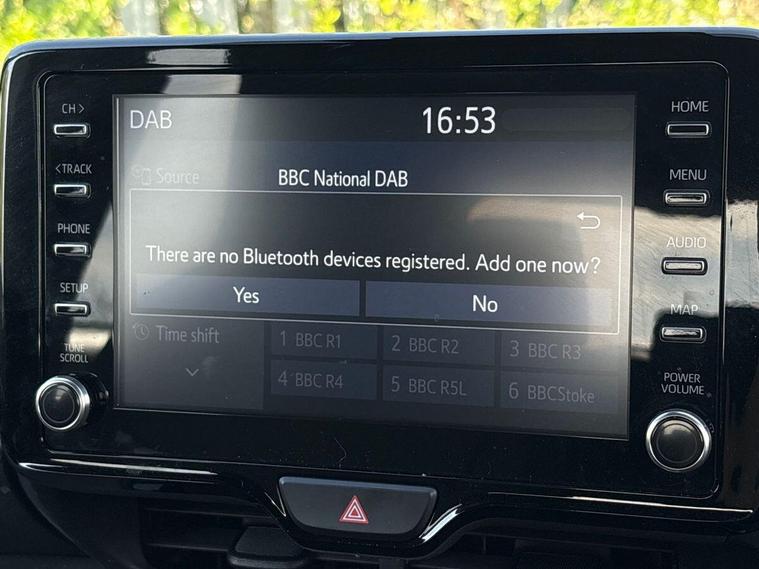 CH >
DAB
16:53
HOME
< TRACK
Source
BBC National DAB
MENU
PHONE
There are no Bluetooth devices registered. Add one now?
AUDIO
SETUP
Yes
No
MAP
TUNE
SCROLL
Time shift
1 BBC R1
2 BBC R2
3 BBC R3
4 BBC R4
5 BBC R5L
6 BBCStoke
POWER
VOLUME